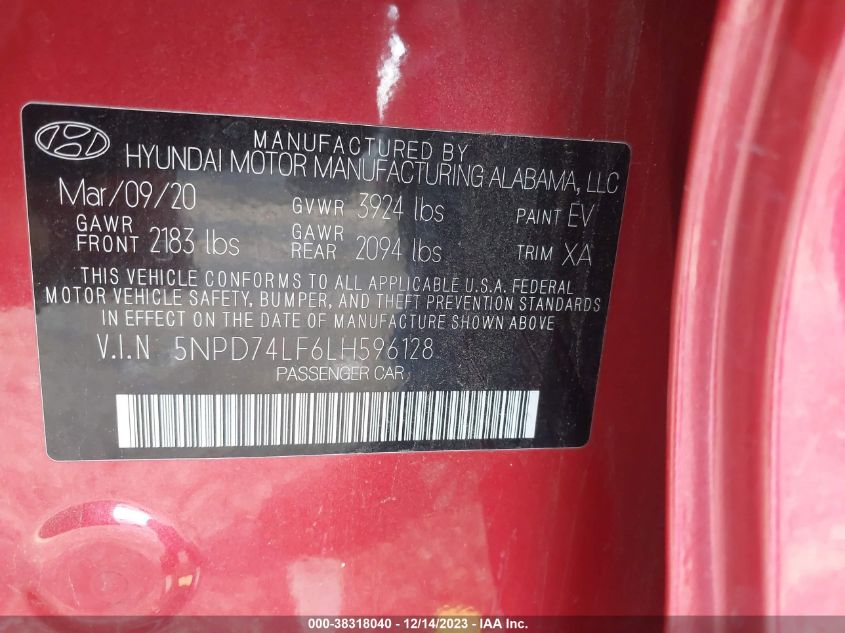 MANUFACTURED BY
HYUNDAI MOTOR MANUFACTURING ALABAMA, LLC
Mar/09/20 GVWR 3924 lbs PAINT EV
GAWR FRONT 2183 lbs GAWR REAR 2094 lbs TRIM XA
THIS VEHICLE CONFORMS TO ALL APPLICABLE U.S.A. FEDERAL
MOTOR VEHICLE SAFETY, BUMPER, AND THEFT PREVENTION STANDARDS
IN EFFECT ON THE DATE OF MANUFACTURE SHOWN ABOVE
V.I.N 5NPD74LF6LH596128
PASSENGER CAR
000-38318040 - 12/14/2023 - IAA Inc.